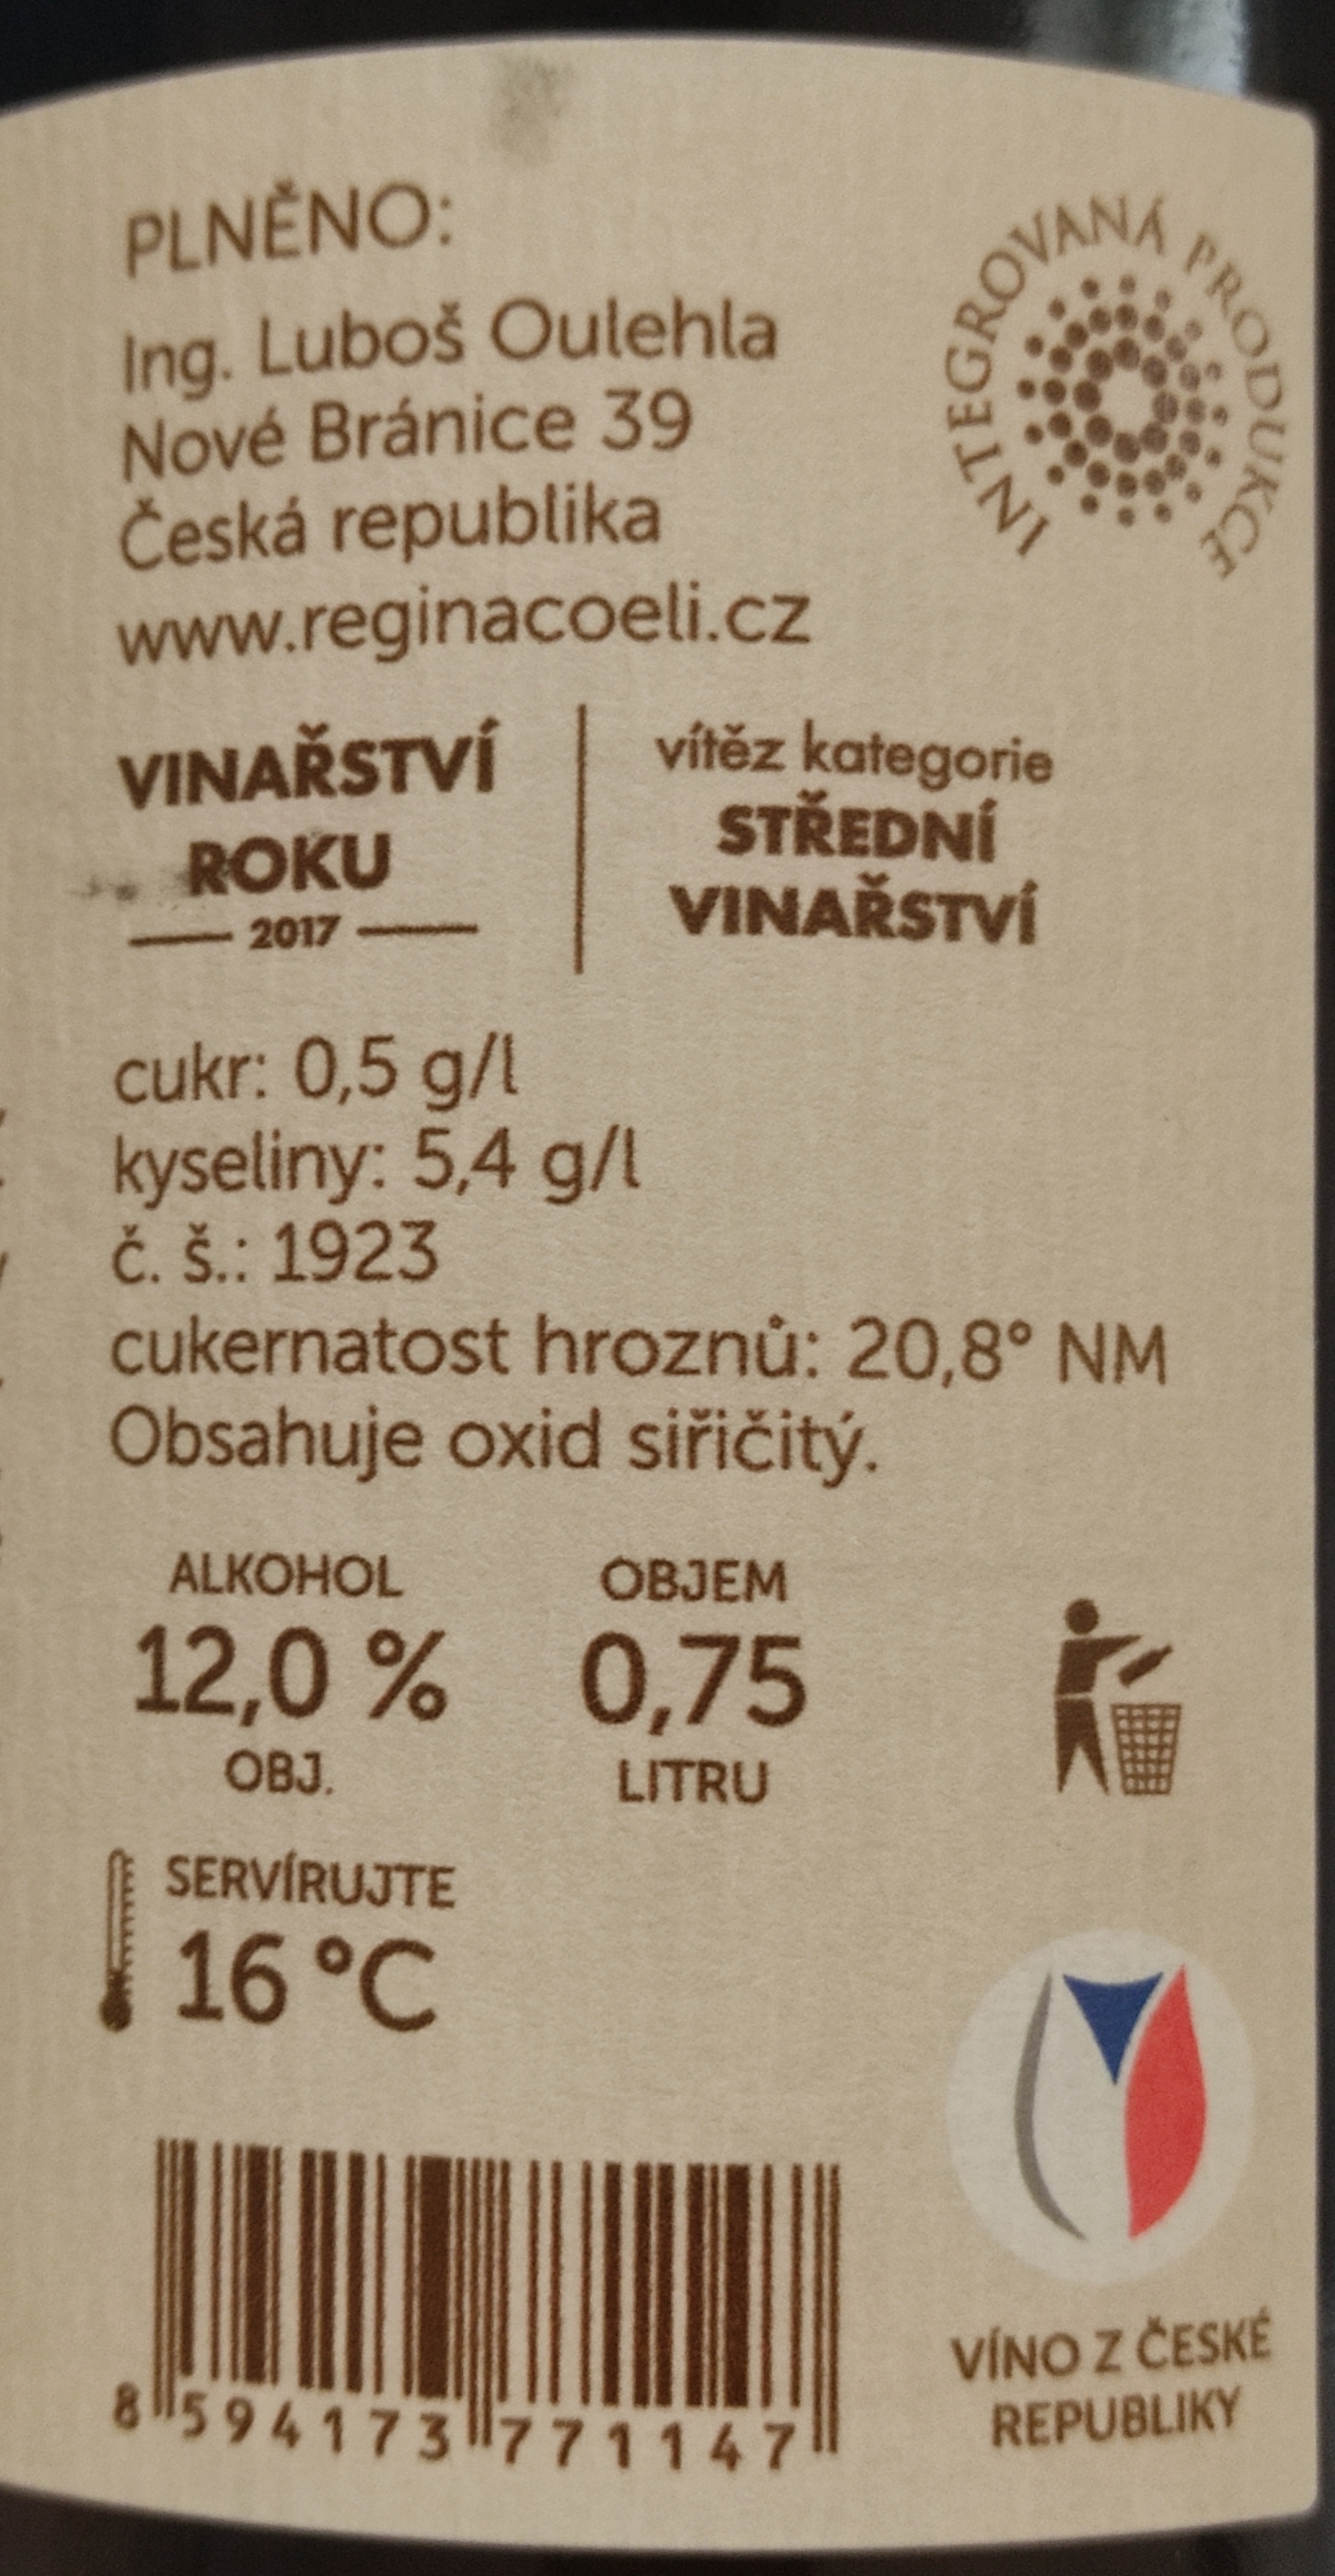 PLNĚNO:
Ing. Luboš Oulehla
Nové Bránice 39
Česká republika
www.reginacoeli.cz
INTEGROVANÁ PRODUKCE
VINAŘSTVÍ
ROKU
2017
vítěz kategorie
STŘEDNÍ
VINAŘSTVÍ
cukr: 0,5 g/l
kyseliny: 5,4 g/l
č. š.: 1923
cukernatost hroznů: 20,8° NM
Obsahuje oxid siřičitý.
ALKOHOL
12,0 %
OBJ.
OBJEM
0,75
LITRU
SERVÍRUJTE
16 °C
8 594173 771147
VÍNO Z ČESKÉ
REPUBLIKY